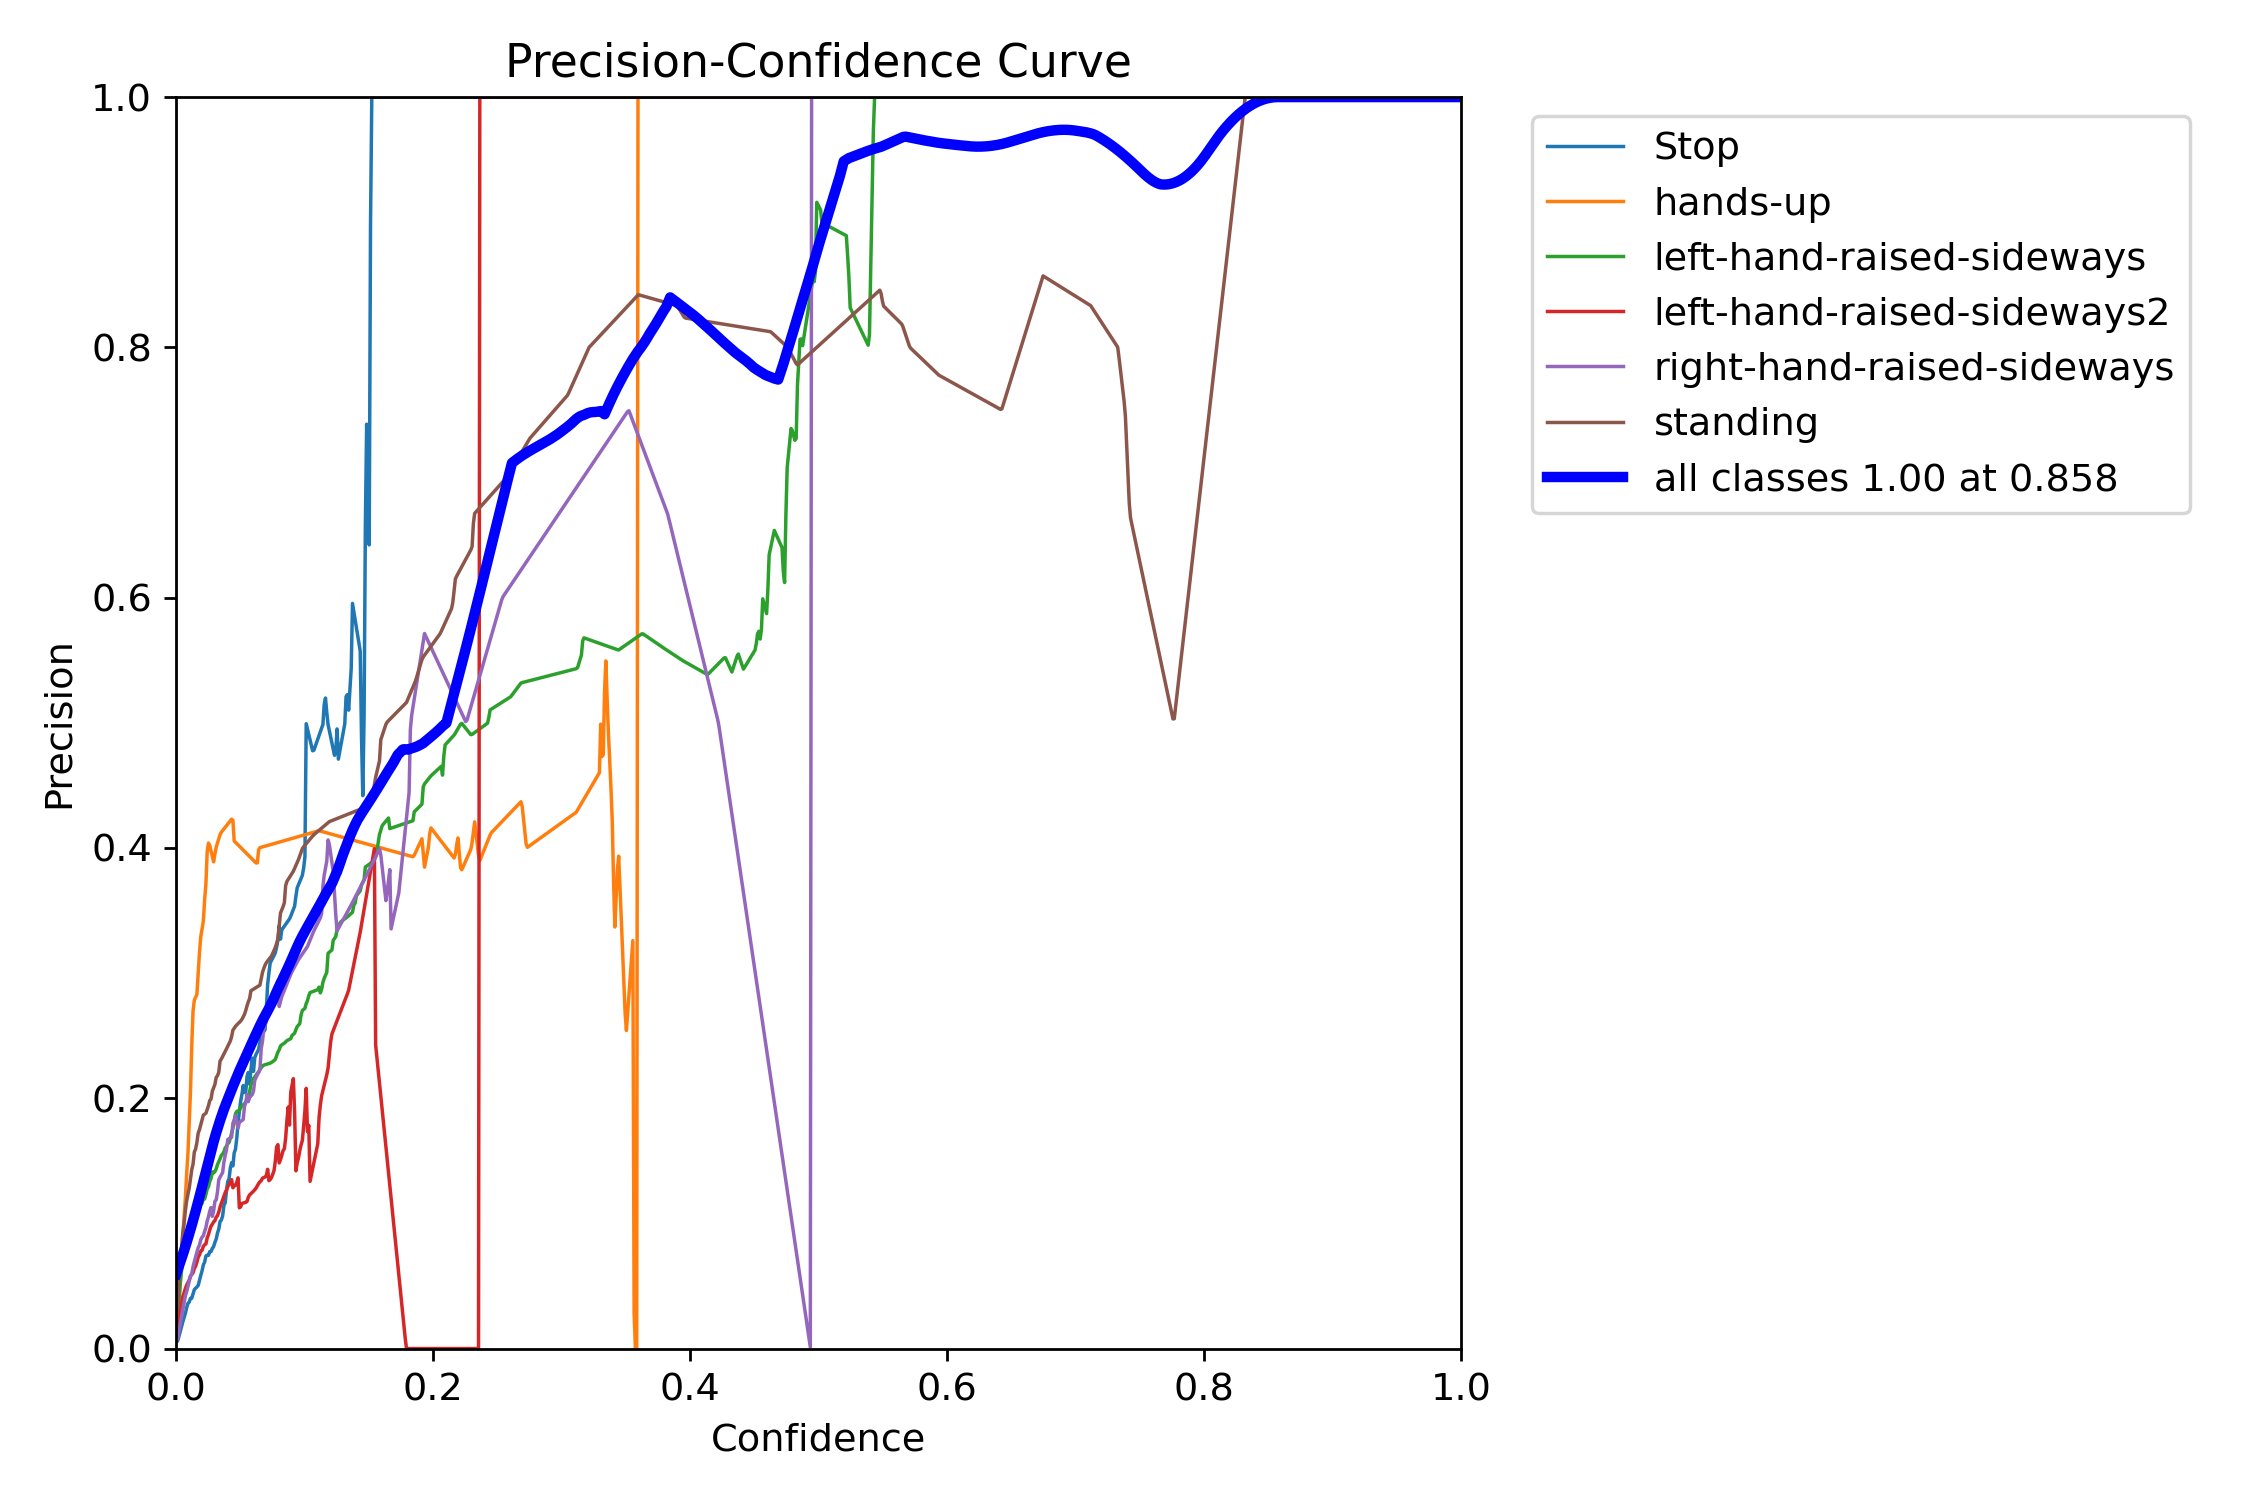 Precision-Confidence Curve
1.0
0.8
0.6
0.4
0.2
0.0
Precision
0.0 0.2 0.4 0.6 0.8 1.0
Confidence
Stop
hands-up
left-hand-raised-sideways
left-hand-raised-sideways2
right-hand-raised-sideways
standing
all classes 1.00 at 0.858